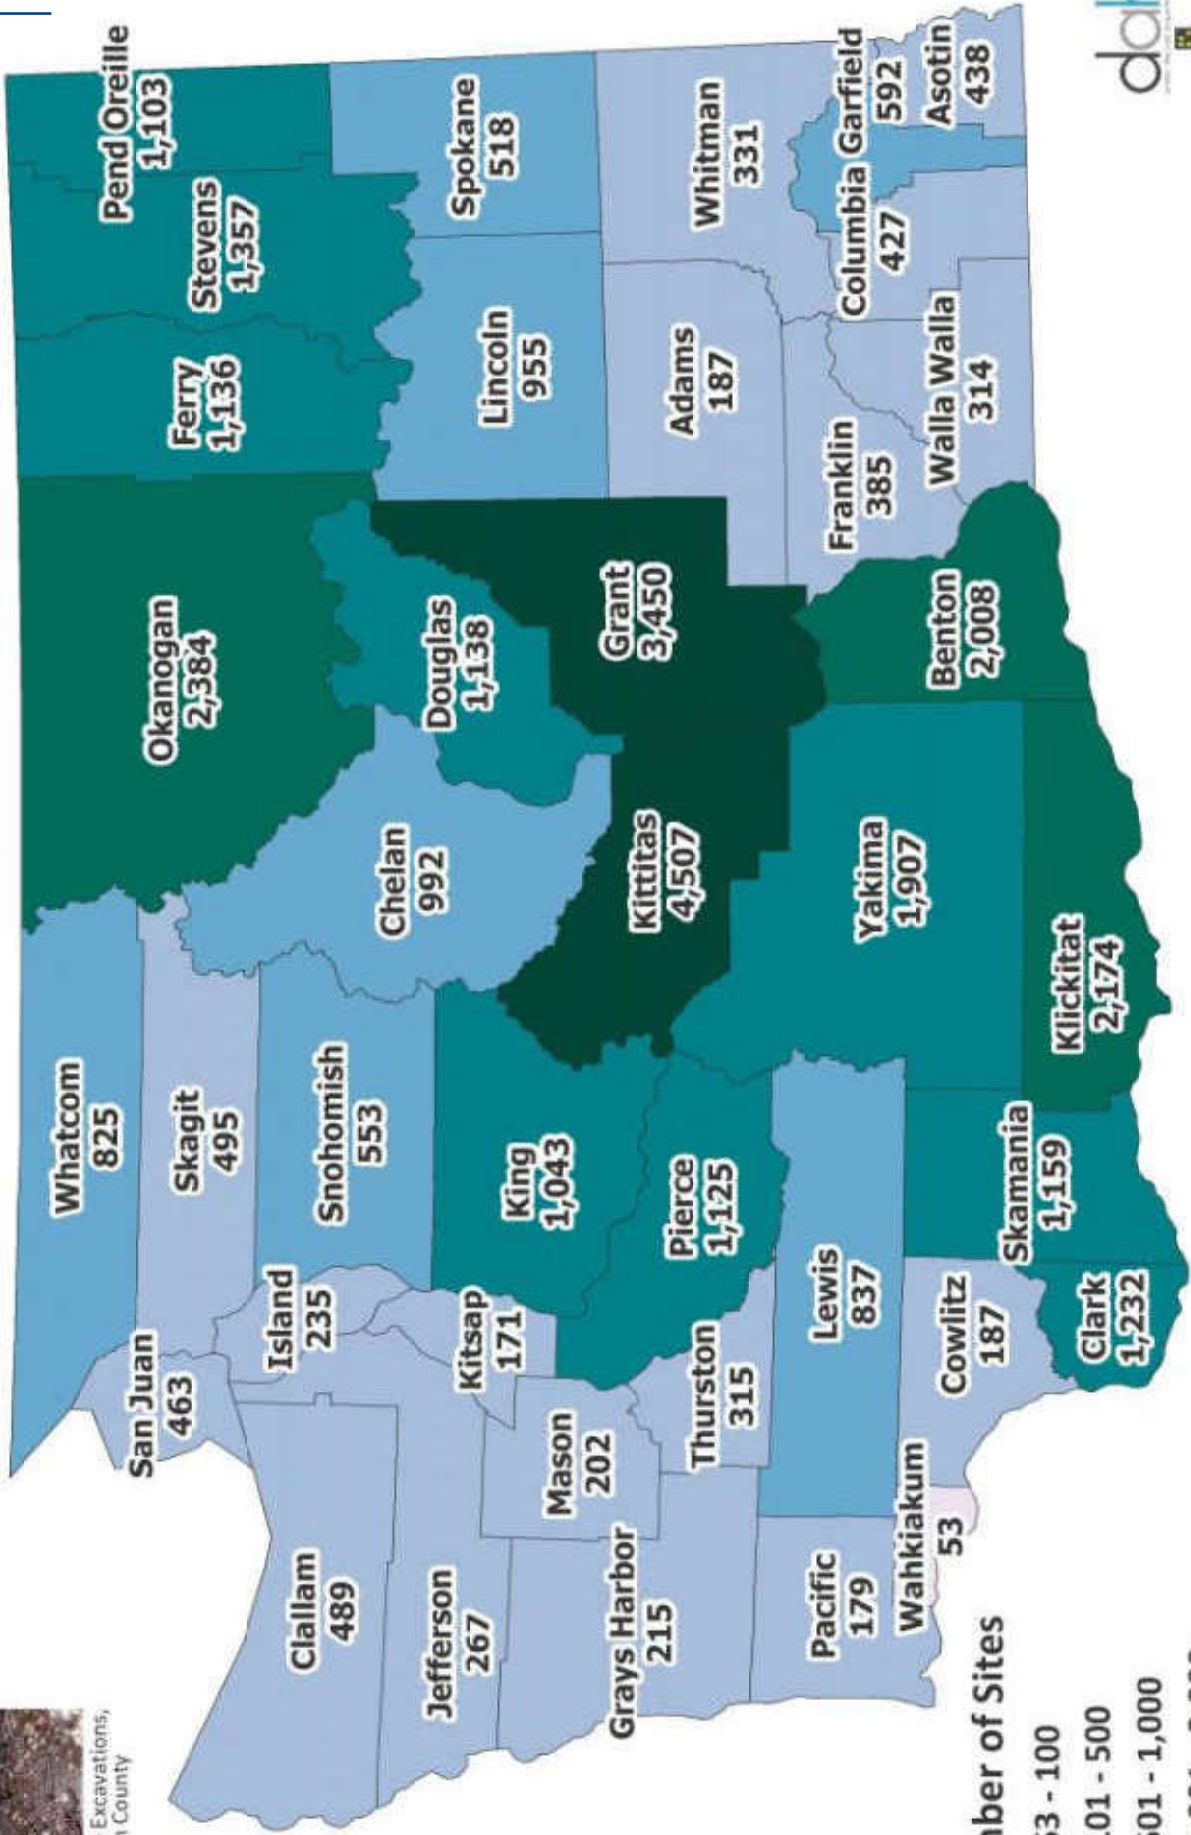 Excavations,
County
Whatcom
825
Okanogan
2,384
Ferry
1,136
Stevens
1,357
Pend Oreille
1,103
San Juan
463
Skagit
495
Island
235
Snohomish
553
Chelan
992
Douglas
1,138
Lincoln
955
Spokane
518
Clallam
489
Jefferson
267
Kitsap
171
King
1,043
Mason
202
Grays Harbor
215
Kittitas
4,507
Grant
3,450
Adams
187
Whitman
331
Thurston
315
Pierce
1,125
Pacific
179
Lewis
837
Yakima
1,907
Franklin
385
Columbia
427
Garfield
592
Asotin
438
Wahkiakum
53
Cowlitz
187
Benton
2,008
Walla Walla
314
Clark
1,232
Skamania
1,159
Klickitat
2,174
of Sites
- 100
- 500
- 1,000